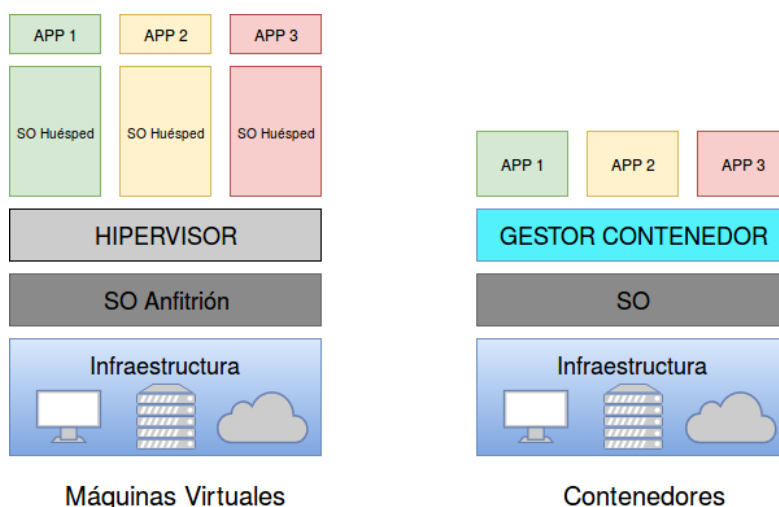 APP 1
APP 2
APP 3
SO Huésped
SO Huésped
SO Huésped
HIPERVISOR
SO Anfitrión
Infraestructura
Máquinas Virtuales
APP 1
APP 2
APP 3
GESTOR CONTENEDOR
SO
Infraestructura
Contenedores